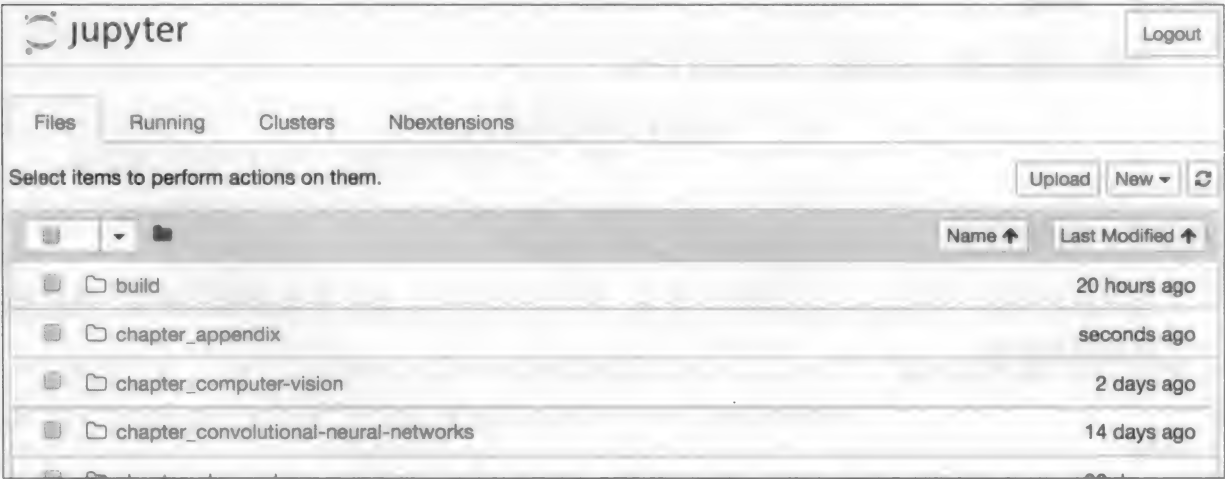 jupyter
Logout
Files Running Clusters Nbextensions
Select items to perform actions on them.
Upload New
Name Last Modified
build 20 hours ago
chapter_appendix seconds ago
chapter_computer-vision 2 days ago
chapter_convolutional-neural-networks 14 days ago